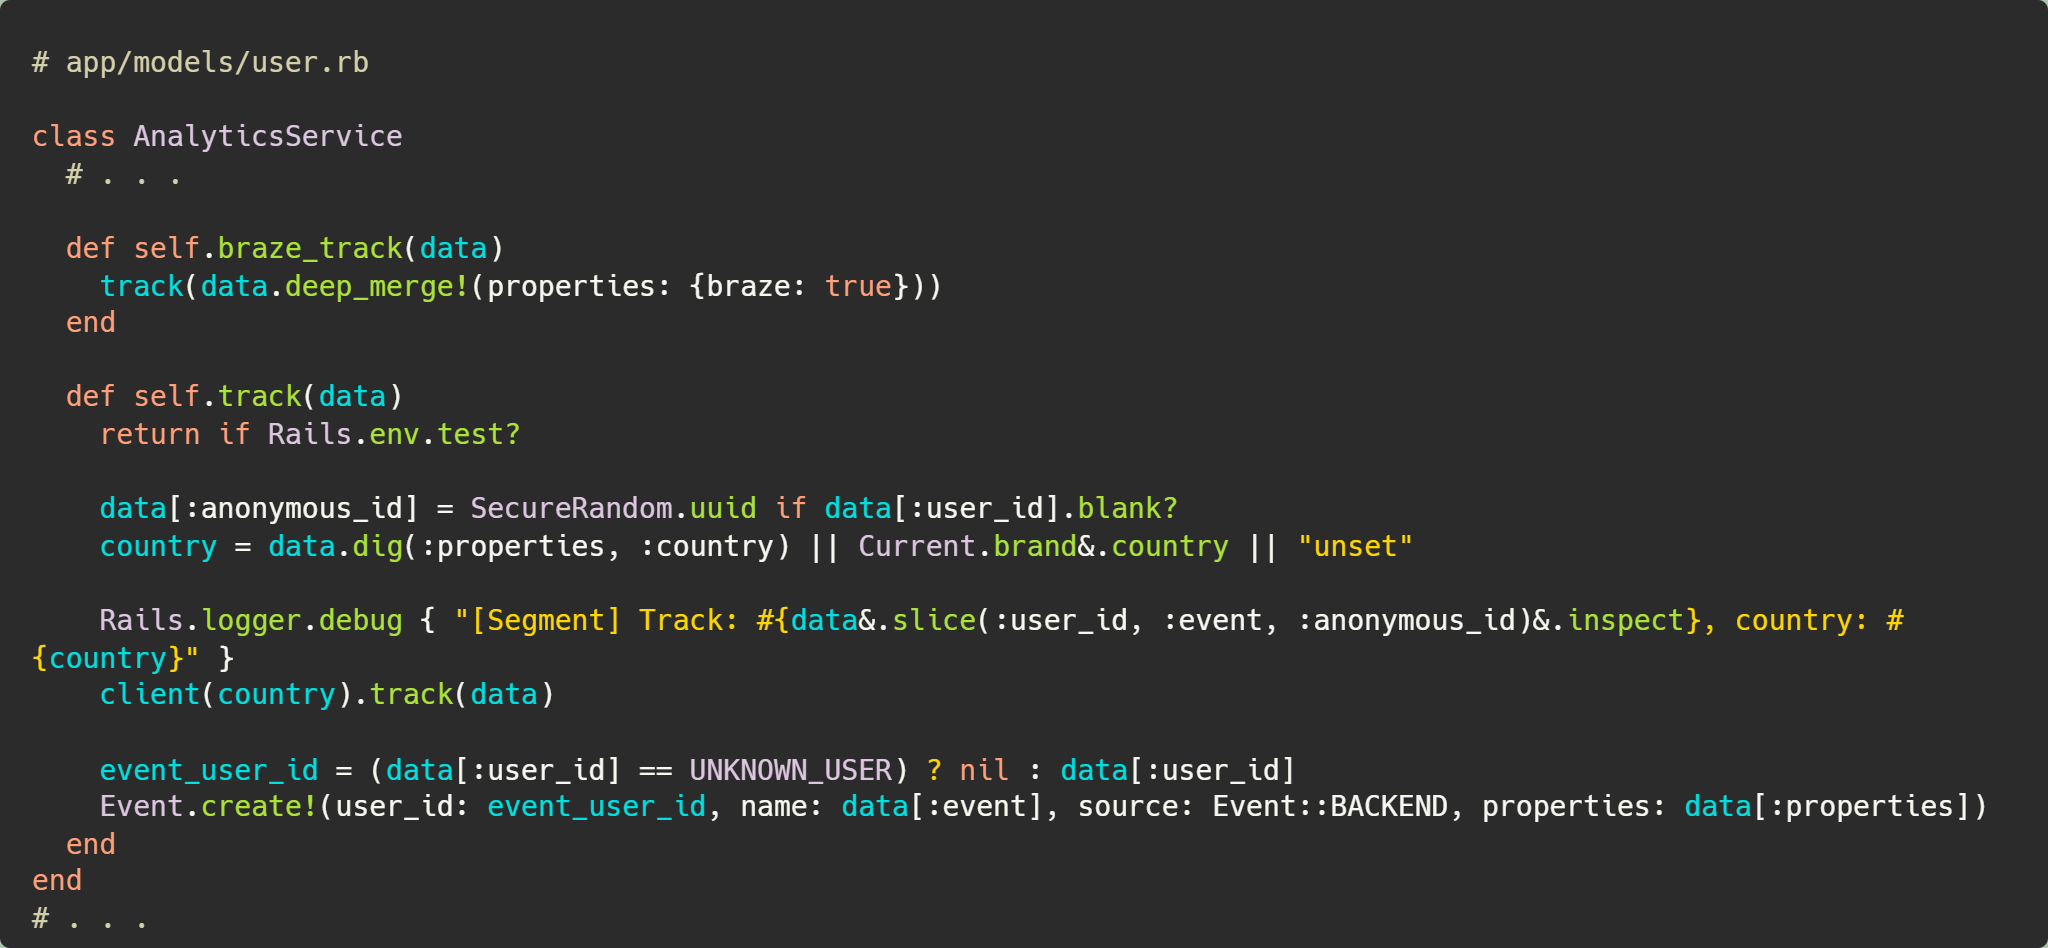 # app/models/user.rb
class AnalyticsService
  # . . .
  def self.braze_track(data)
    track(data.deep_merge!(properties: {braze: true}))
  end
  def self.track(data)
    return if Rails.env.test?
    data[:anonymous_id] = SecureRandom.uuid if data[:user_id].blank?
    country = data.dig(:properties, :country) || Current.brand&.country || "unset"
    Rails.logger.debug { "[Segment] Track: #{data&.slice(:user_id, :event, :anonymous_id)&.inspect}, country: #
{country}" }
    client(country).track(data)
    event_user_id = (data[:user_id] == UNKNOWN_USER) ? nil : data[:user_id]
    Event.create!(user_id: event_user_id, name: data[:event], source: Event::BACKEND, properties: data[:properties])
  end
end
# . . .